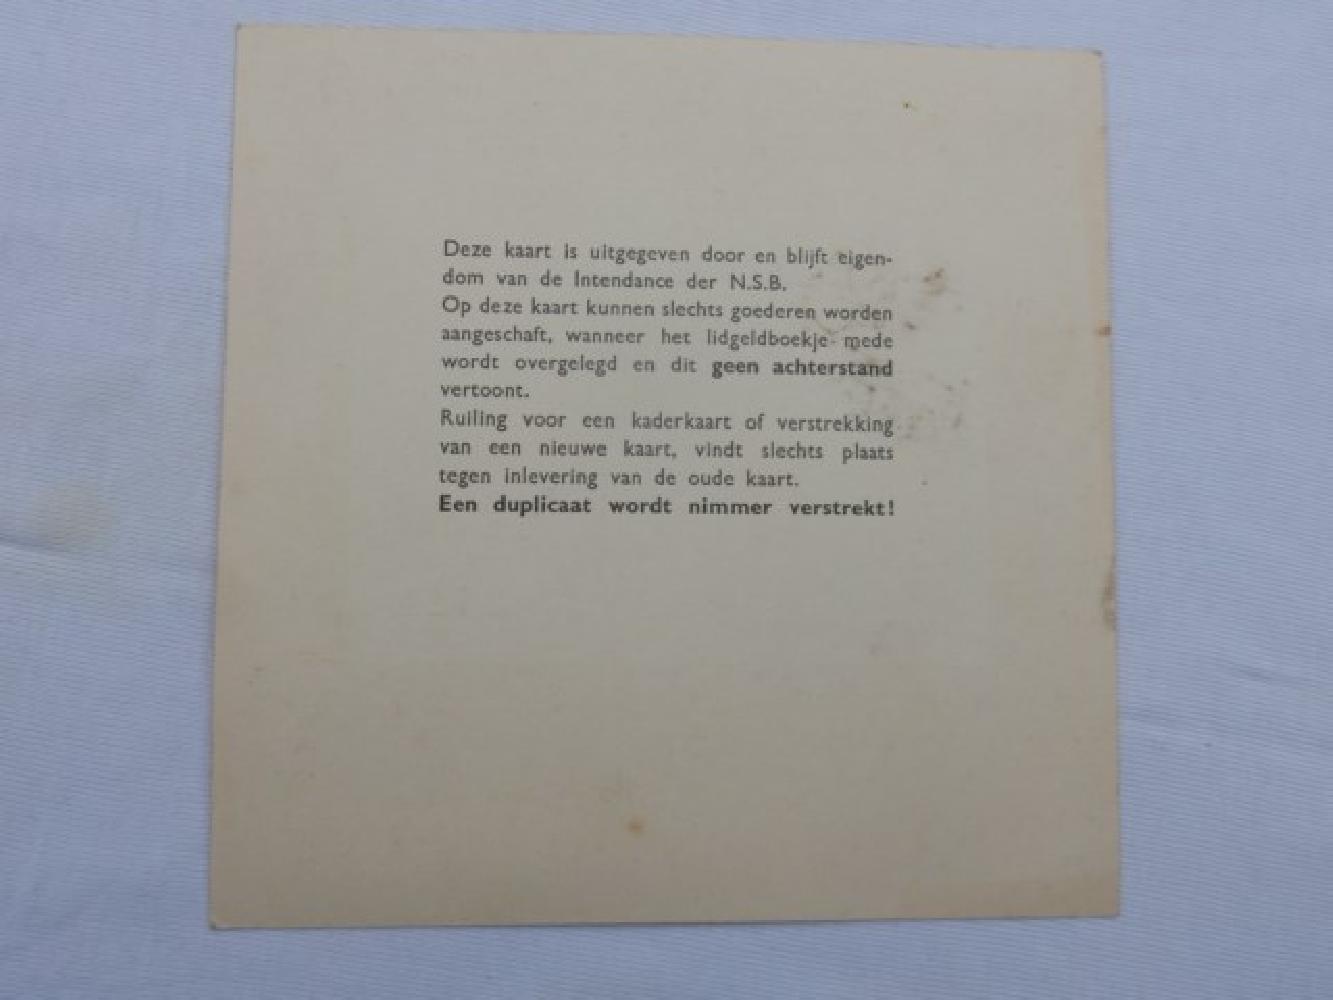 Deze kaart is uitgegeven door en blijft eigen-
dom van de Intendance der N.S.B.
Op deze kaart kunnen slechts goederen worden
aangeschaft, wanneer het lidgeldboekje mede
wordt overgelegd en dit geen achterstand
vertoont.
Ruiling voor een kaderkaart of verstrekking
van een nieuwe kaart, vindt slechts plaats
tegen inlevering van de oude kaart.
Een duplicaat wordt nimmer verstrekt!